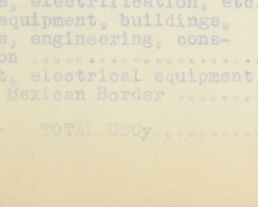 s, electrification, etc
equipment, buildings,
s, engineering, cons-
on ..................
t, electrical equipment
Mexican Border ..........
TOTAL USCy..............